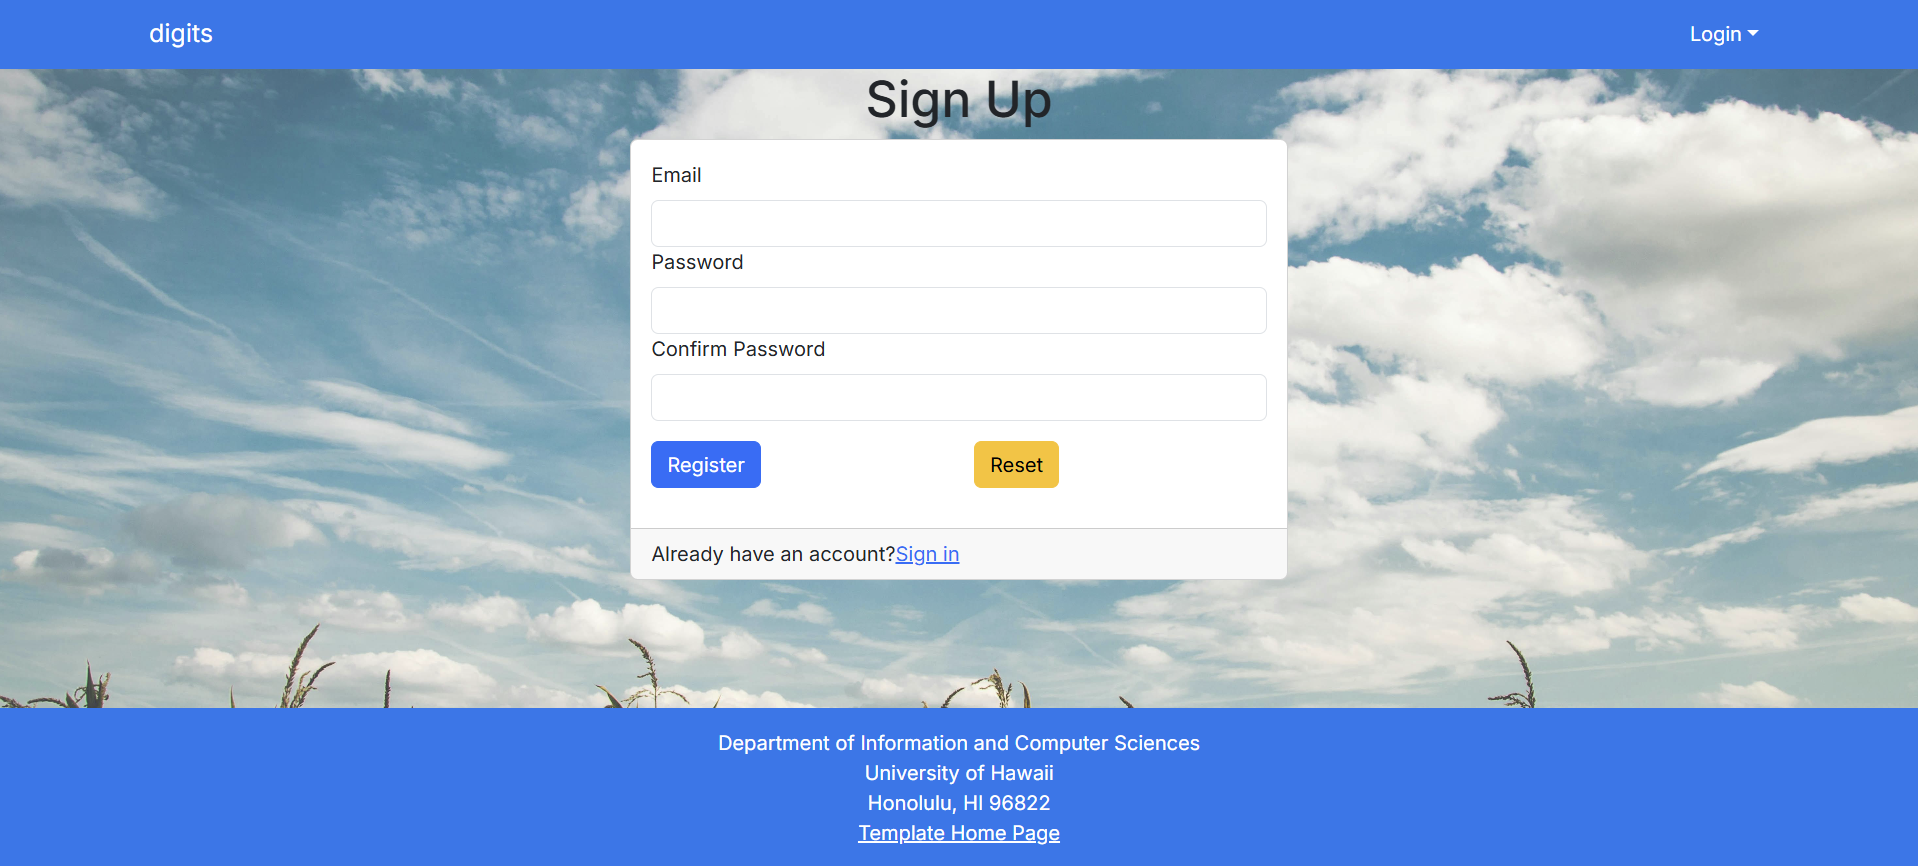 digits
Login
Sign Up
Email
Password
Confirm Password
Register
Reset
Already have an account?Sign in
Department of Information and Computer Sciences
University of Hawaii
Honolulu, HI 96822
Template Home Page